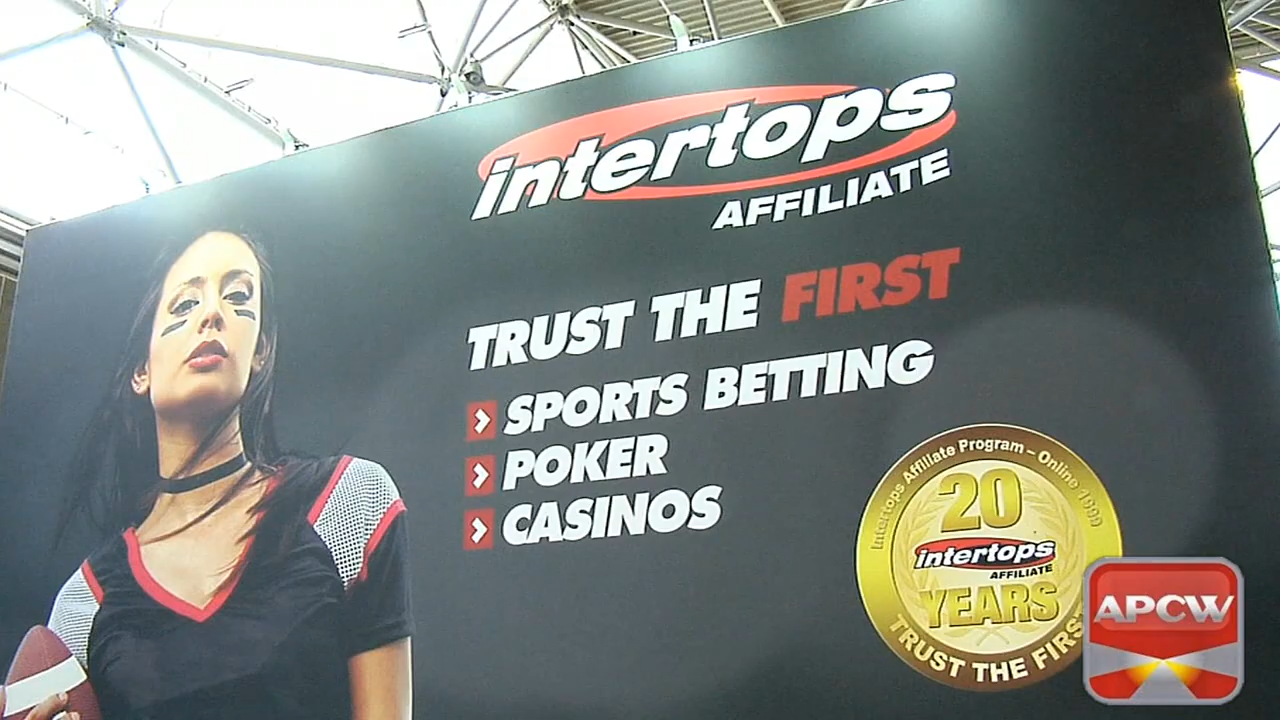 intertops
AFFILIATE
TRUST THE FIRST
SPORTS BETTING
POKER
CASINOS
Intertops Affiliate Program – Online
20
intertops
AFFILIATE
YEARS
TRUST THE FIRST
APCW